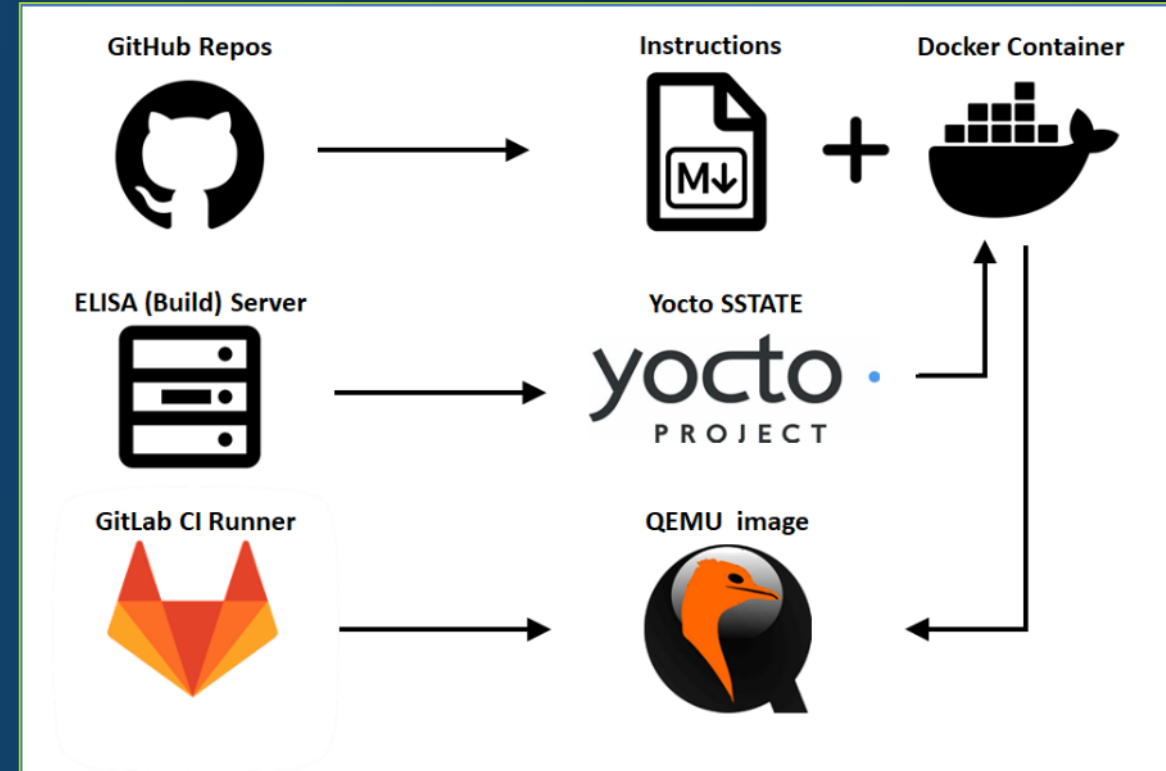 GitHub Repos
Instructions
Docker Container
M
ELISA (Build) Server
Yocto SSTATE
yocto
PROJECT
GitLab CI Runner
QEMU image